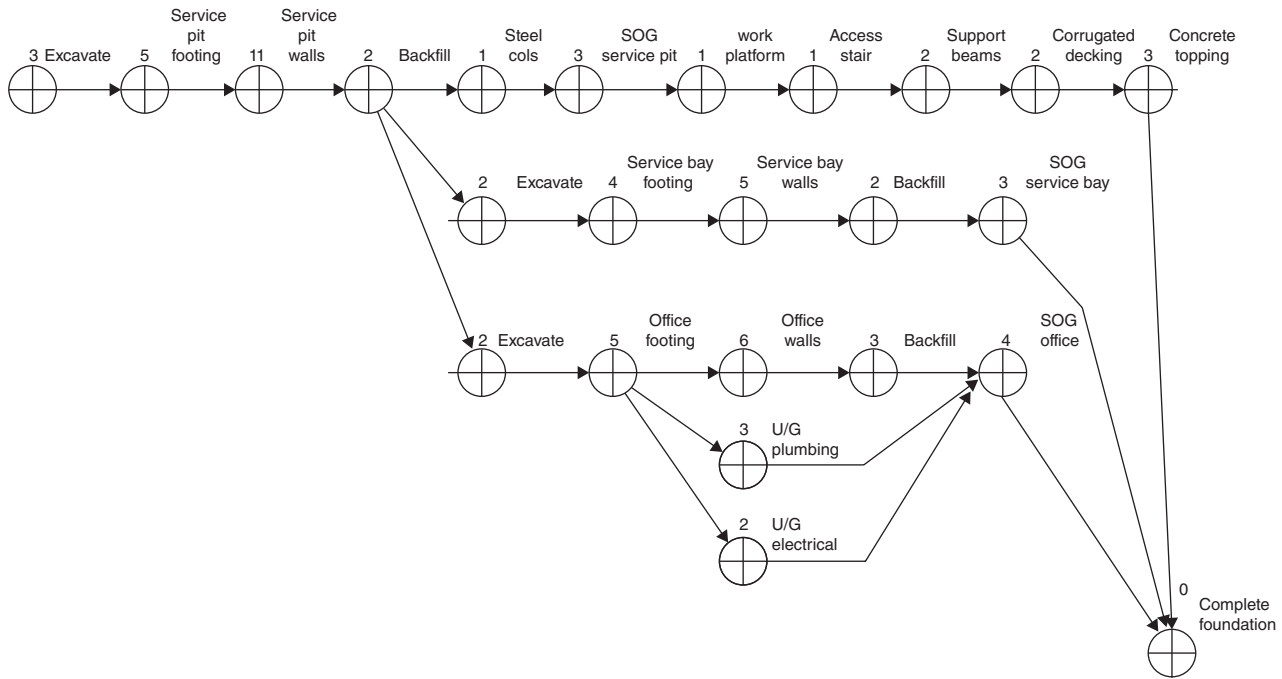 3 Excavate
5
Service
pit
footing
11
Service
pit
walls
2
Backfill
1
Steel
cols
3
SOG
service pit
1
work
platform
1
Access
stair
2
Support
beams
2
Corrugated
decking
3
Concrete
topping
2
Excavate
4
Service bay
footing
5
Service bay
walls
2
Backfill
3
SOG
service bay
2
Excavate
5
Office
footing
6
Office
walls
3
Backfill
4
SOG
office
3
U/G
plumbing
2
U/G
electrical
0
Complete
foundation